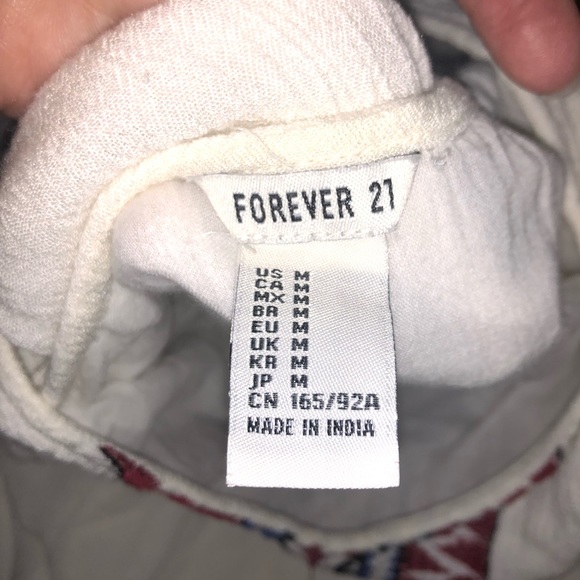 FOREVER 21
US M
CA M
MX M
BR M
EU M
UK M
KR M
JP M
CN 165/92A
MADE IN INDIA